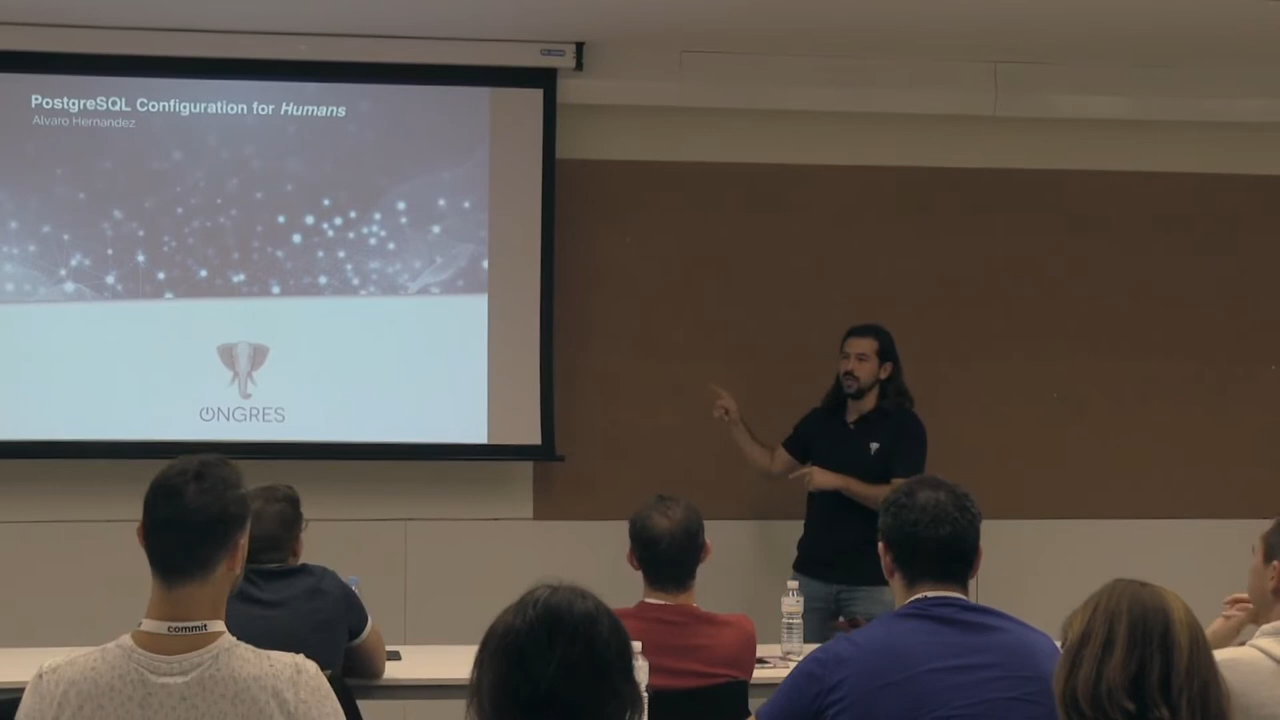 PostgreSQL Configuration for Humans
Alvaro Hernandez
ONGRES
commit